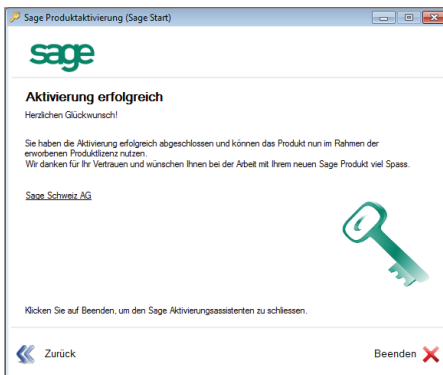 Sage Produktaktivierung (Sage Start)
sage
Aktivierung erfolgreich
Herzlichen Glückwunsch!
Sie haben die Aktivierung erfolgreich abgeschlossen und können das Produkt nun im Rahmen der
erworbenen Produktlizenz nutzen.
Wir danken für Ihr Vertrauen und wünschen Ihnen bei der Arbeit mit Ihrem neuen Sage Produkt viel Spass.
Sage Schweiz AG
Klicken Sie auf Beenden, um den Sage Aktivierungsassistenten zu schliessen.
Zurück
Beenden